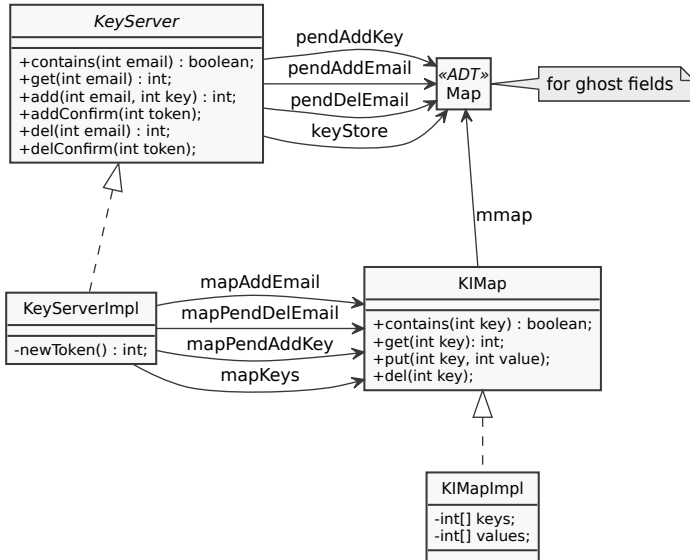 KeyServer
+contains(int email) : boolean;
+get(int email) : int;
+add(int email, int key) : int;
+addConfirm(int token);
+del(int email) : int;
+delConfirm(int token);
pendAddKey
pendAddEmail
pendDelEmail
keyStore
«ADT»
Map
for ghost fields
mmap
KeyServerImpl
-newToken() : int;
mapAddEmail
mapPendDelEmail
mapPendAddKey
mapKeys
KIMap
+contains(int key) : boolean;
+get(int key): int;
+put(int key, int value);
+del(int key);
KIMapImpl
-int[] keys;
-int[] values;